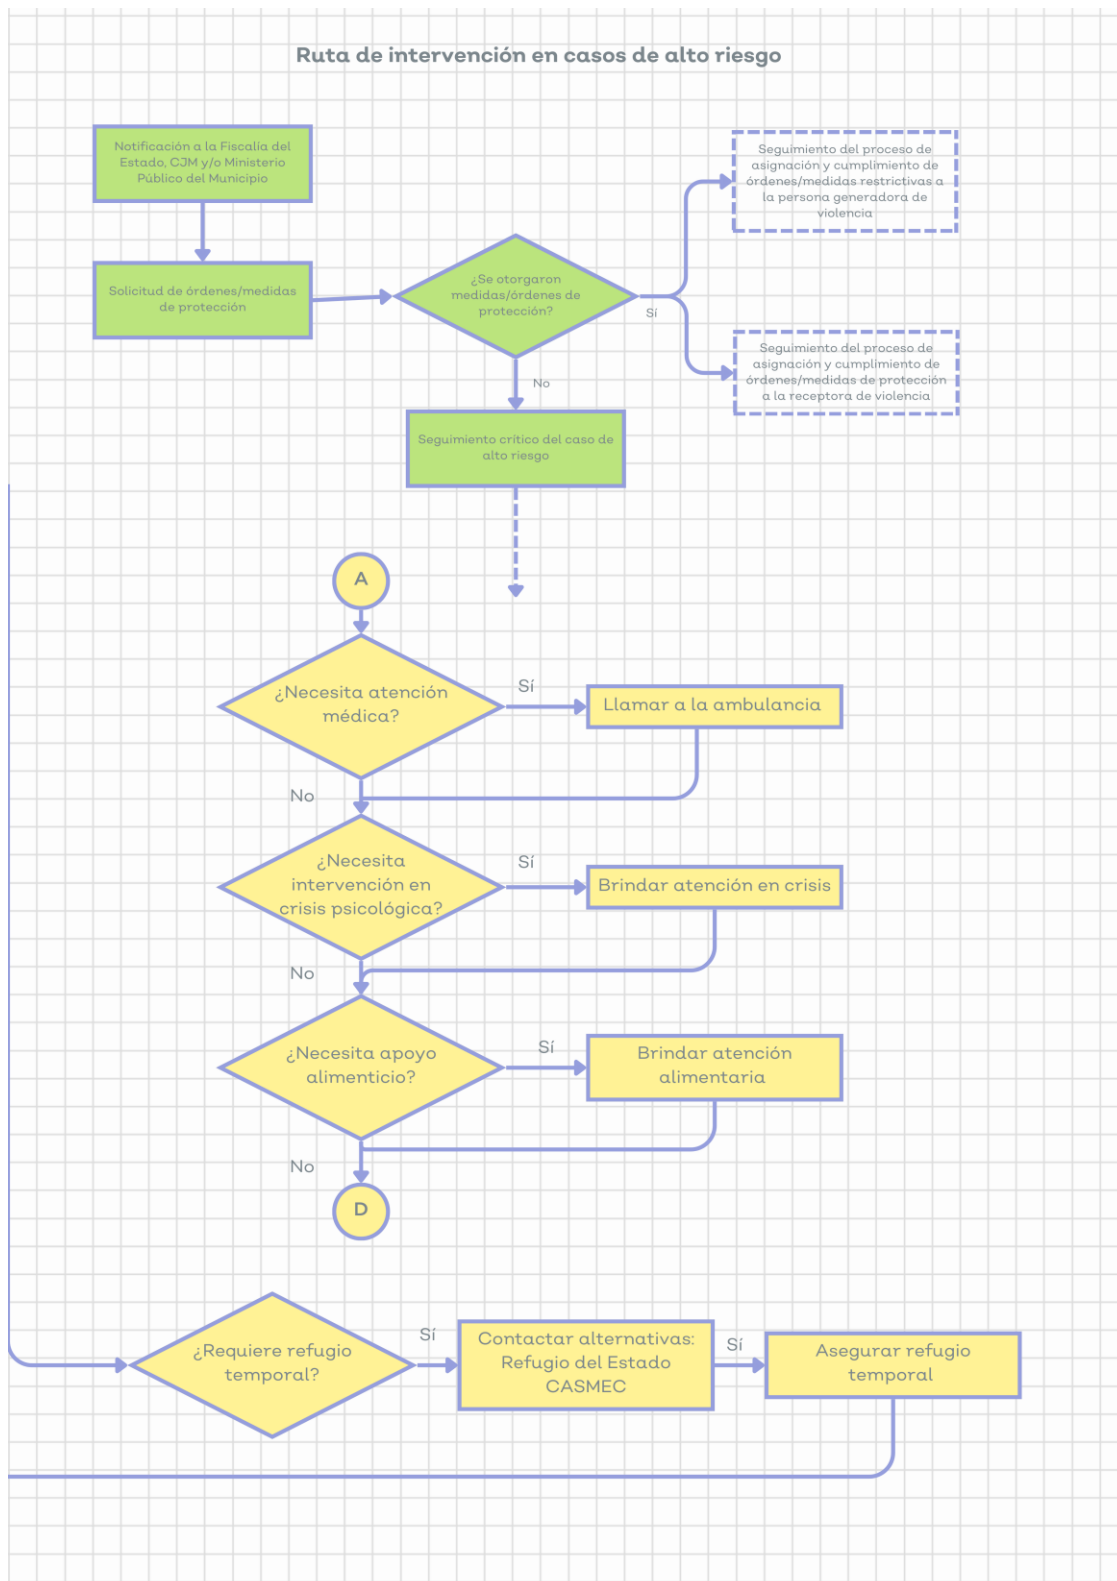 Ruta de intervención en casos de alto riesgo
Notificación a la Fiscalía del
Estado, CJM y/o Ministerio
Público del Municipio
Solicitud de órdenes/medidas
de protección
¿Se otorgaron
medidas/órdenes de
protección?
Sí
Seguimiento del proceso de
asignación y cumplimiento de
órdenes/medidas restrictivas a
la persona generadora de
violencia
Seguimiento del proceso de
asignación y cumplimiento de
órdenes/medidas de protección
a la receptora de violencia
No
Seguimiento crítico del caso de
alto riesgo
A
¿Necesita atención
médica?
Sí
Llamar a la ambulancia
No
¿Necesita
intervención en
crisis psicológica?
Sí
Brindar atención en crisis
No
¿Necesita apoyo
alimenticio?
Sí
Brindar atención
alimentaria
No
D
¿Requiere refugio
temporal?
Sí
Contactar alternativas:
Refugio del Estado
CASMEC
Sí
Asegurar refugio
temporal